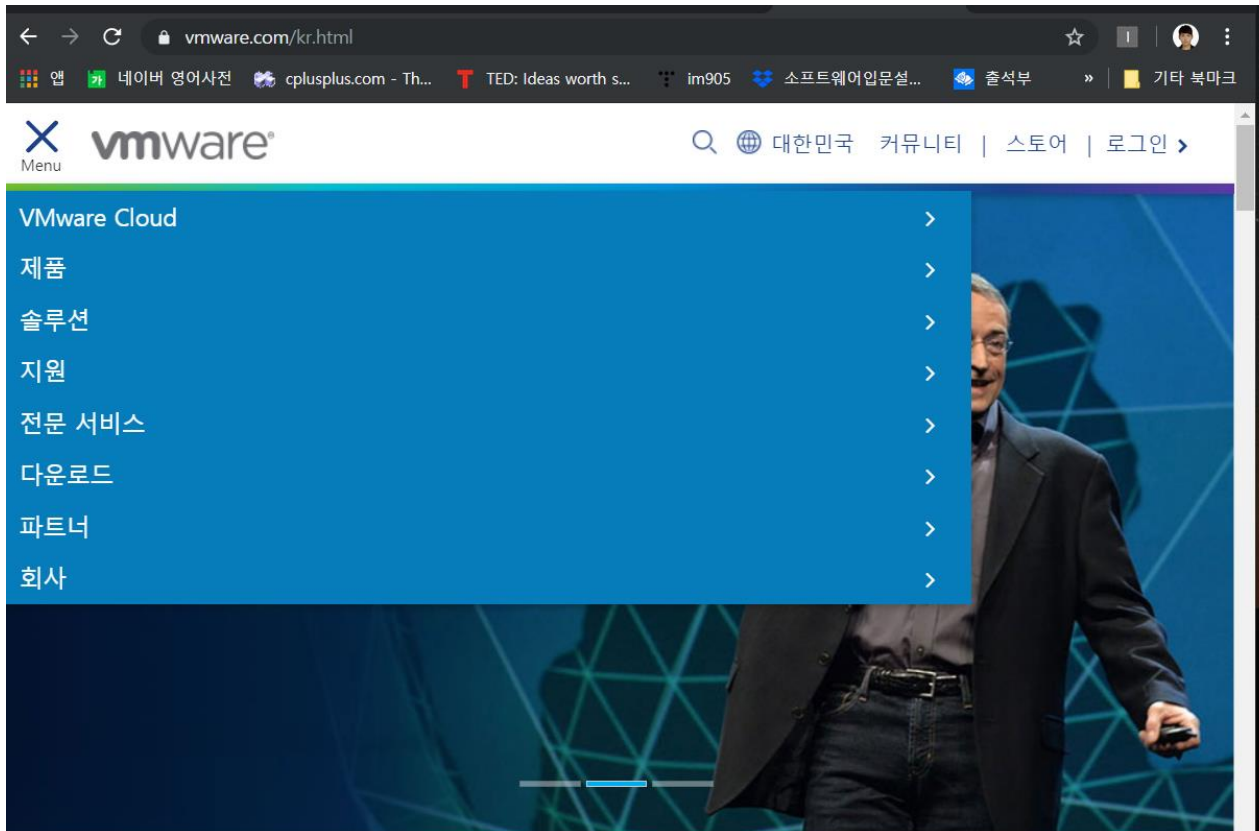 vmware.com/kr.html
앱 네이버 영어사전 cplusplus.com - Th... TED: Ideas worth s... im905 소프트웨어입문설... 출석부 » 기타 북마크
Menu vmware® 대한민국 커뮤니티 | 스토어 | 로그인
VMware Cloud
제품
솔루션
지원
전문 서비스
다운로드
파트너
회사